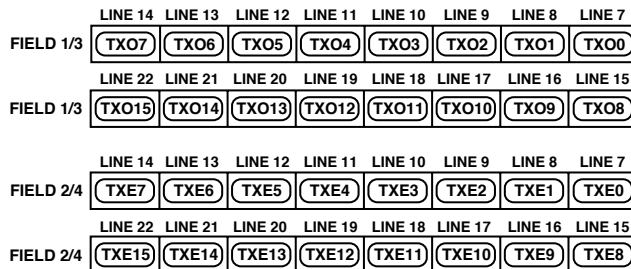 LINE 14 LINE 13 LINE 12 LINE 11 LINE 10 LINE 9 LINE 8 LINE 7
FIELD 1/3 TXO7 TXO6 TXO5 TXO4 TXO3 TXO2 TXO1 TXO0
LINE 22 LINE 21 LINE 20 LINE 19 LINE 18 LINE 17 LINE 16 LINE 15
FIELD 1/3 TXO15 TXO14 TXO13 TXO12 TXO11 TXO10 TXO9 TXO8
LINE 14 LINE 13 LINE 12 LINE 11 LINE 10 LINE 9 LINE 8 LINE 7
FIELD 2/4 TXE7 TXE6 TXE5 TXE4 TXE3 TXE2 TXE1 TXE0
LINE 22 LINE 21 LINE 20 LINE 19 LINE 18 LINE 17 LINE 16 LINE 15
FIELD 2/4 TXE15 TXE14 TXE13 TXE12 TXE11 TXE10 TXE9 TXE8